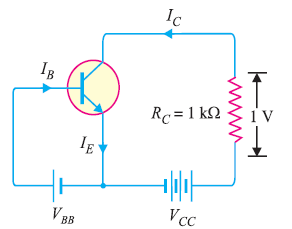 I_C
I_B
R_C = 1 kΩ
1 V
I_E
V_BB
V_CC